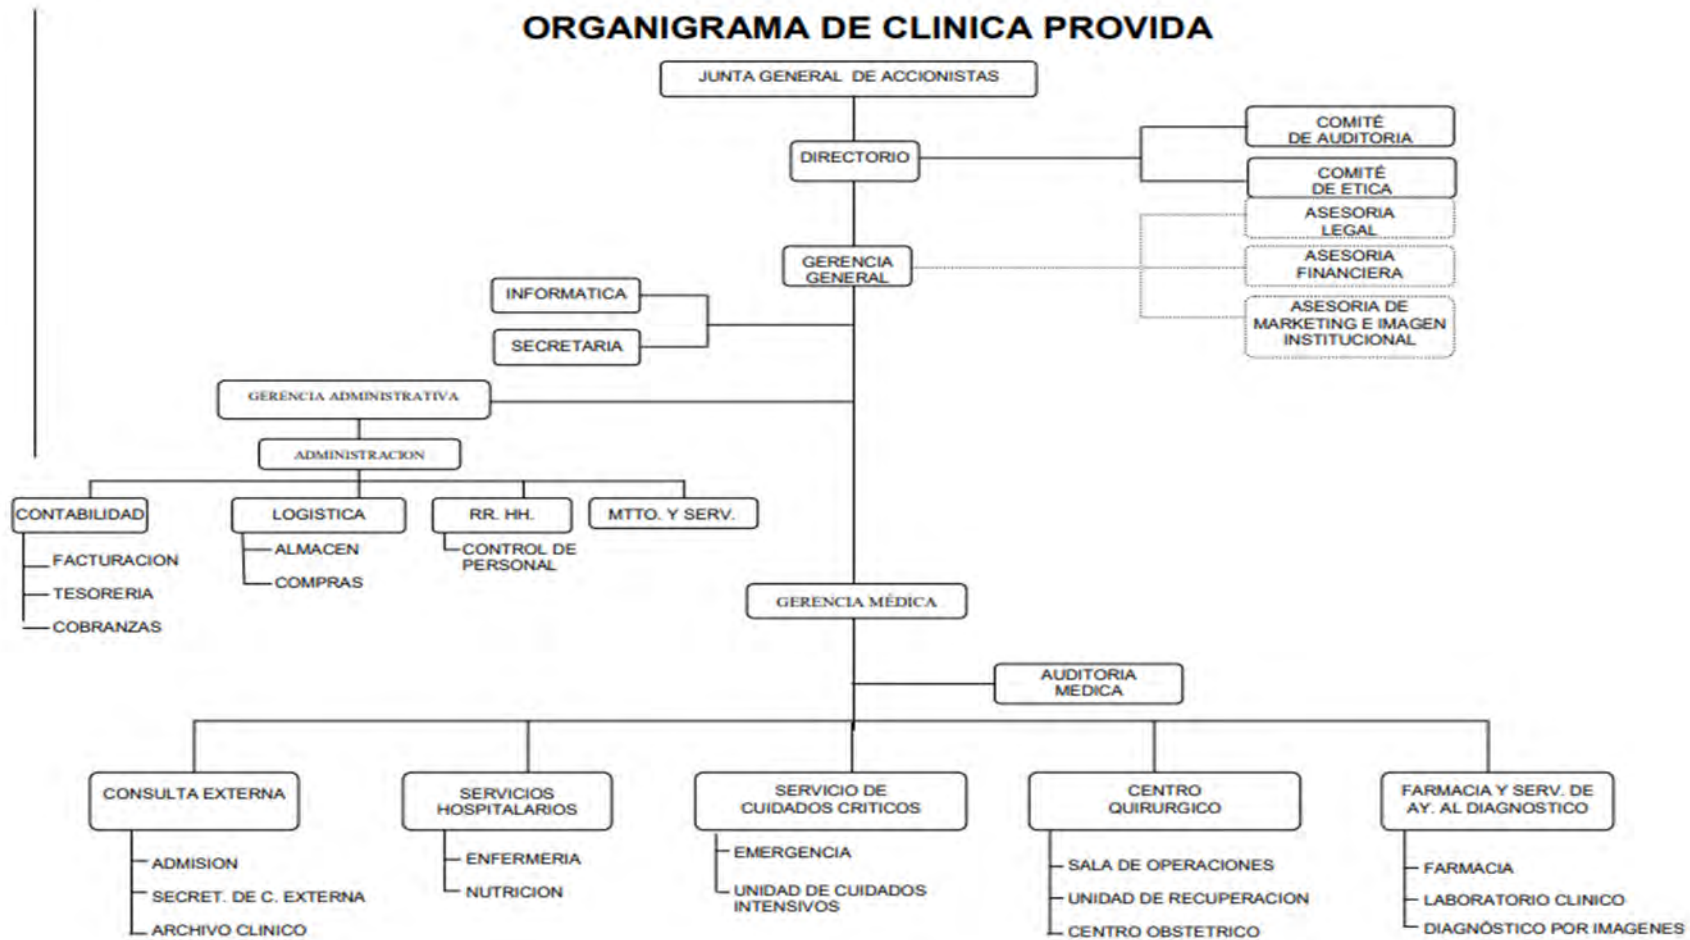 ORGANIGRAMA DE CLINICA PROVIDA
JUNTA GENERAL DE ACCIONISTAS
DIRECTORIO
COMITÉ
DE AUDITORIA
COMITÉ
DE ETICA
ASESORIA
LEGAL
GERENCIA
GENERAL
ASESORIA
FINANCIERA
ASESORIA DE
MARKETING E IMAGEN
INSTITUCIONAL
INFORMATICA
SECRETARIA
GERENCIA ADMINISTRATIVA
ADMINISTRACION
CONTABILIDAD
FACTURACION
TESORERIA
COBRANZAS
LOGISTICA
ALMACEN
COMPRAS
RR. HH.
CONTROL DE
PERSONAL
MTTO. Y SERV.
GERENCIA MÉDICA
AUDITORIA
MEDICA
CONSULTA EXTERNA
ADMISION
SECRET. DE C. EXTERNA
ARCHIVO CLINICO
SERVICIOS
HOSPITALARIOS
ENFERMERIA
NUTRICION
SERVICIO DE
CUIDADOS CRITICOS
EMERGENCIA
UNIDAD DE CUIDADOS
INTENSIVOS
CENTRO
QUIRURGICO
SALA DE OPERACIONES
UNIDAD DE RECUPERACION
CENTRO OBSTETRICO
FARMACIA Y SERV. DE
AY. AL DIAGNOSTICO
FARMACIA
LABORATORIO CLINICO
DIAGNÓSTICO POR IMAGENES